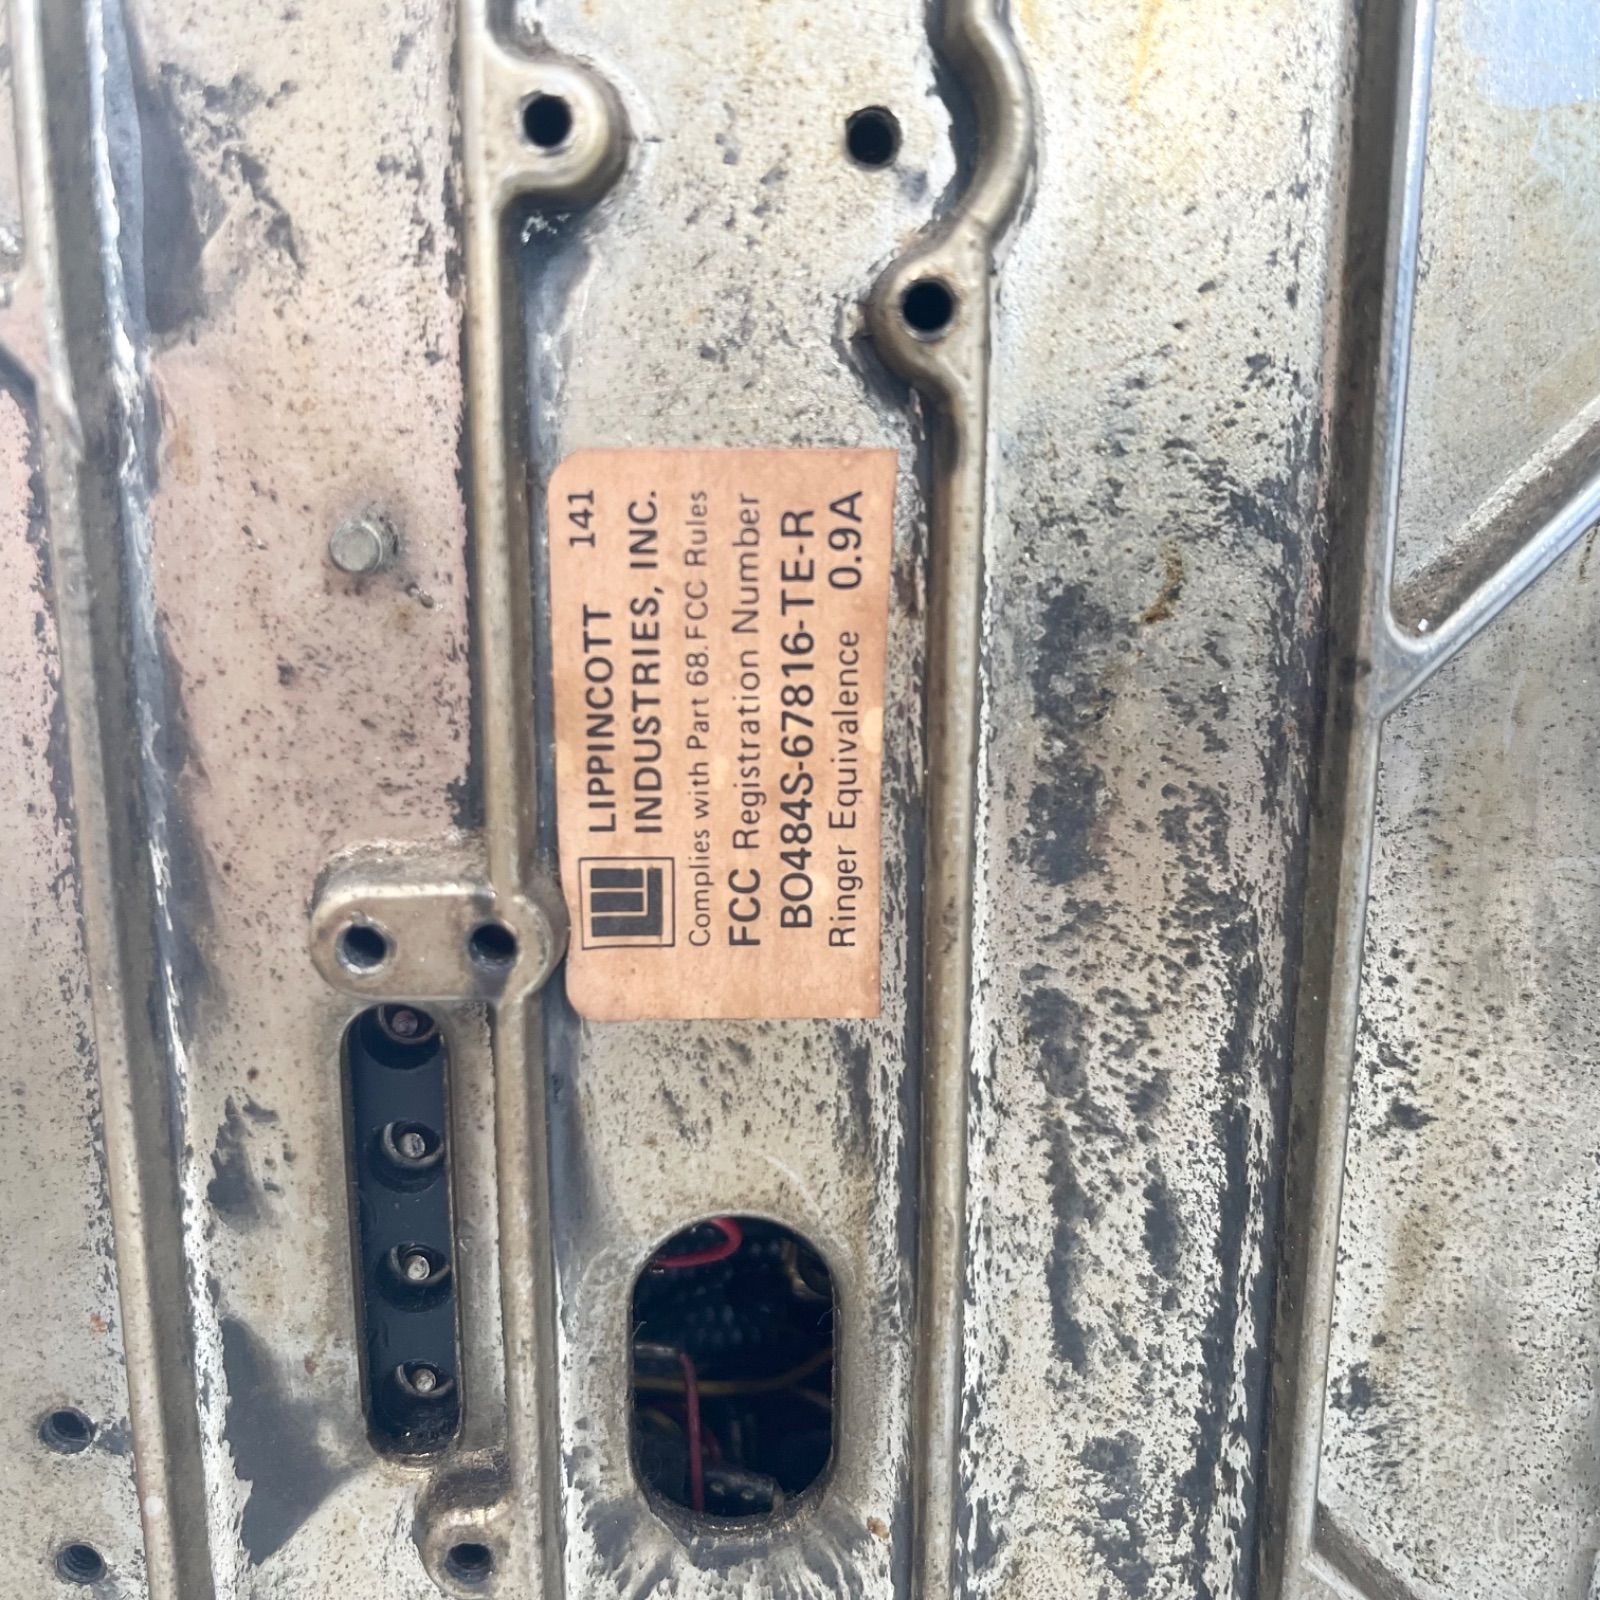 LIPPINCOTT 141
INDUSTRIES, INC.
Complies with Part 68.FCC Rules
FCC Registration Number
BO484S-67816-TE-R
Ringer Equivalence 0.9A